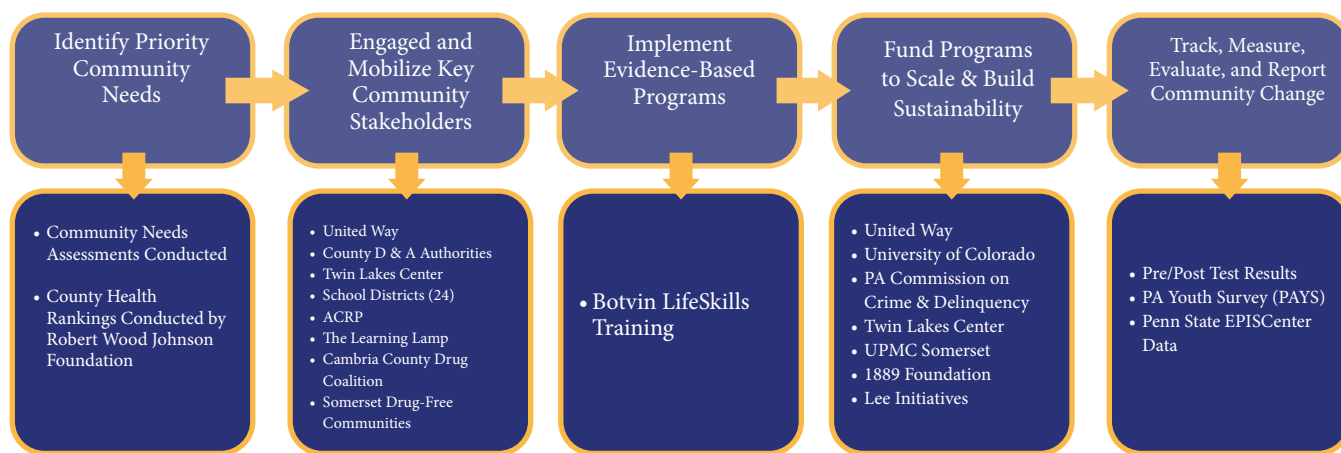 Identify Priority
Community
Needs
Engaged and
Mobilize Key
Community
Stakeholders
Implement
Evidence-Based
Programs
Fund Programs
to Scale & Build
Sustainability
Track, Measure,
Evaluate, and Report
Community Change
• Community Needs
Assessments Conducted
• County Health
Rankings Conducted by
Robert Wood Johnson
Foundation
• United Way
• County D & A Authorities
• Twin Lakes Center
• School Districts (24)
• ACRP
• The Learning Lamp
• Cambria County Drug
Coalition
• Somerset Drug-Free
Communities
• Botvin LifeSkills
Training
• United Way
• University of Colorado
• PA Commission on
Crime & Delinquency
• Twin Lakes Center
• UPMC Somerset
• 1889 Foundation
• Lee Initiatives
• Pre/Post Test Results
• PA Youth Survey (PAYS)
• Penn State EPISCenter
Data